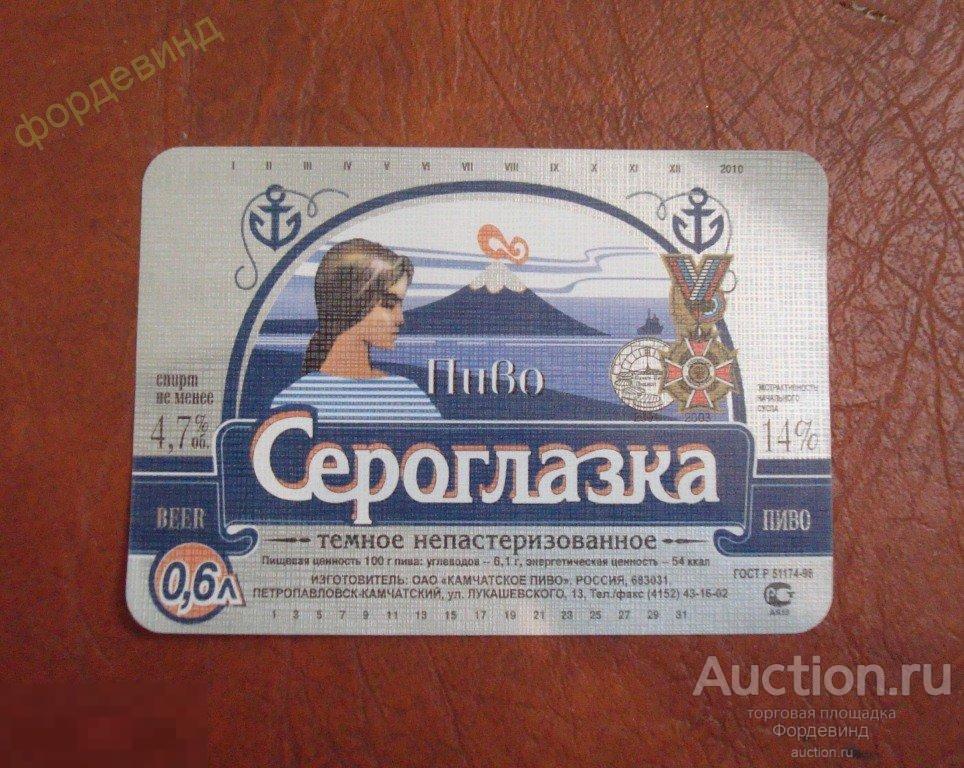 фордевинд
I II III IV V VI VII VIII IX X XI XII 2010
Пиво
спирт
не менее
4,7% об.
2003
ЭКСТРАКТИВНОСТЬ
НАЧАЛЬНОГО
СУСЛА
14%
Сероглазка
BEER
ПИВО
темное непастеризованное
0,6л
Пищевая ценность 100 г пива: углеводов – 6,1 г, энергетическая ценность – 54 ккал
ИЗГОТОВИТЕЛЬ: ОАО «КАМЧАТСКОЕ ПИВО». РОССИЯ, 683031.
ПЕТРОПАВЛОВСК-КАМЧАТСКИЙ, ул. ЛУКАШЕВСКОГО, 13. Тел./факс (4152) 43-16-02
ГОСТ Р 51174-98
1 3 5 7 9 11 13 15 17 19 21 23 25 27 29 31
Auction.ru
торговая площадка
Фордевинд
auction.ru